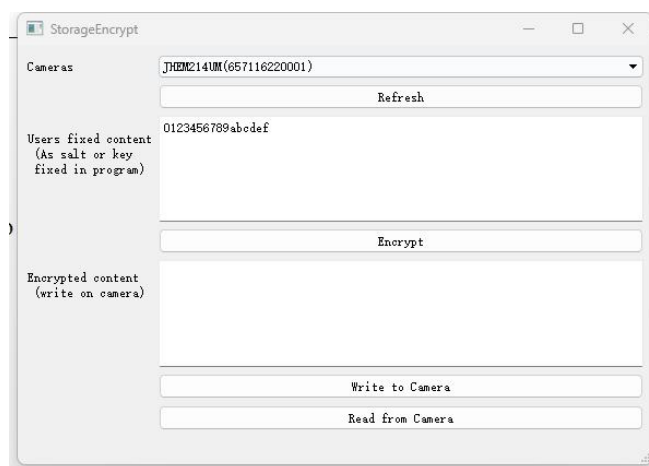 StorageEncrypt
Cameras
JHEM214UM(657116220001)
Refresh
Users fixed content
(As salt or key
fixed in program)
0123456789abcdef
Encrypt
Encrypted content
(write on camera)
Write to Camera
Read from Camera